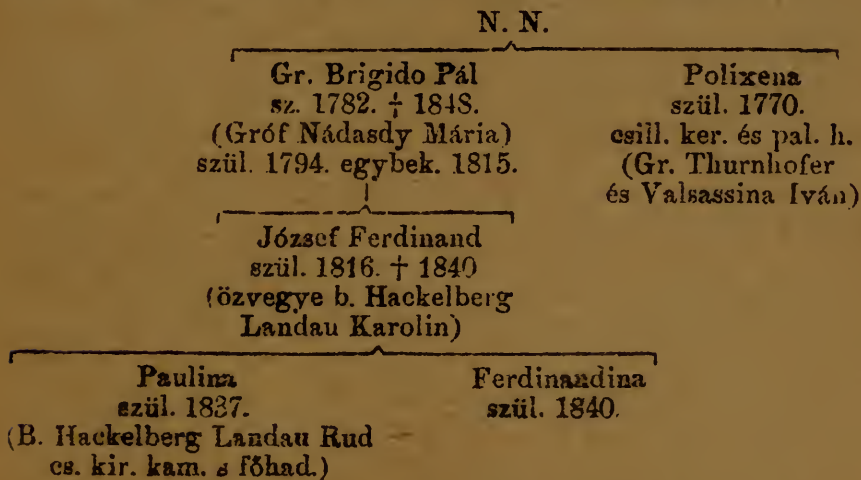 N. N.
Gr. Brigido Pál
sz. 1782. † 1848.
(Gróf Nádasdy Mária)
szül. 1794. egybek. 1815.
Polixena
szül. 1770.
csill. ker. és pal. h.
(Gr. Thurnhofer
és Valsassina Iván)
József Ferdinand
szül. 1816. † 1840
(özvegye b. Hackelberg
Landau Karolin)
Paulina
szül. 1837.
(B. Hackelberg Landau Rud
cs. kir. kam. s főhad.)
Ferdinandina
szül. 1840.